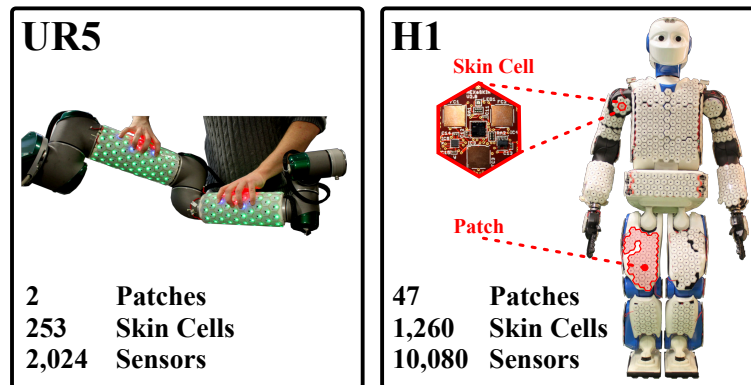 UR5
2 Patches
253 Skin Cells
2,024 Sensors
H1
Skin Cell
Patch
47 Patches
1,260 Skin Cells
10,080 Sensors